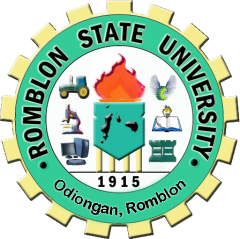 · ROMBLON STATE UNIVERSITY ·
1915
Odiongan, Romblon